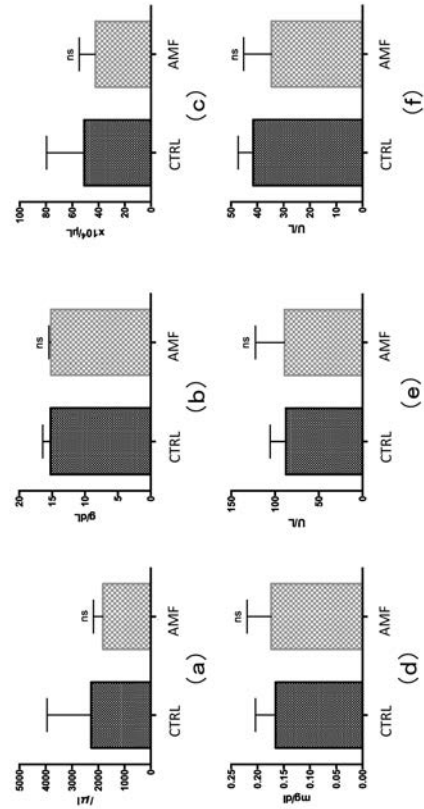 /μl
5000
4000
3000
2000
1000
0
ns
CTRL
AMF
(a)
g/dL
20
15
10
5
0
ns
CTRL
AMF
(b)
x10⁴/μL
100
80
60
40
20
0
ns
CTRL
AMF
(c)
mg/dl
0.25
0.20
0.15
0.10
0.05
0.00
ns
CTRL
AMF
(d)
U/L
150
100
50
0
ns
CTRL
AMF
(e)
U/L
50
40
30
20
10
0
ns
CTRL
AMF
(f)